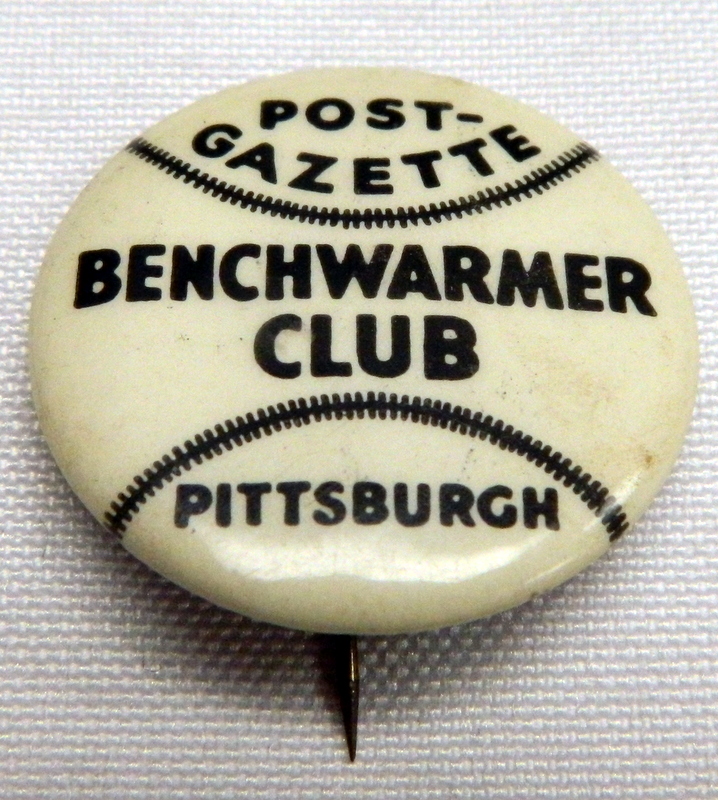 POST-
GAZETTE
BENCHWARMER
CLUB
PITTSBURGH